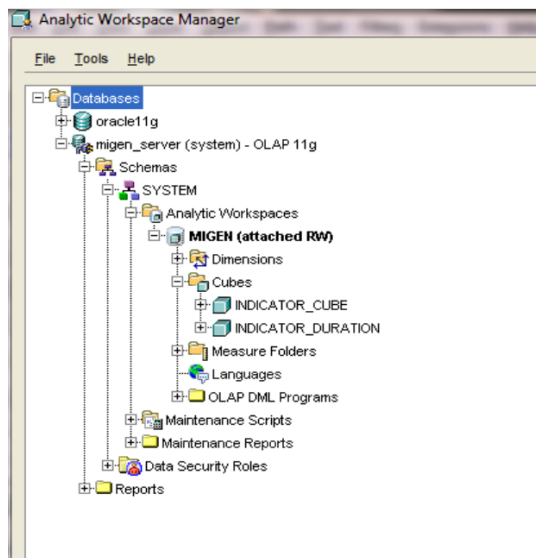 Analytic Workspace Manager
File Tools Help
Databases
oracle11g
migen_server (system) - OLAP 11g
Schemas
SYSTEM
Analytic Workspaces
MIGEN (attached RW)
Dimensions
Cubes
INDICATOR_CUBE
INDICATOR_DURATION
Measure Folders
Languages
OLAP DML Programs
Maintenance Scripts
Maintenance Reports
Data Security Roles
Reports